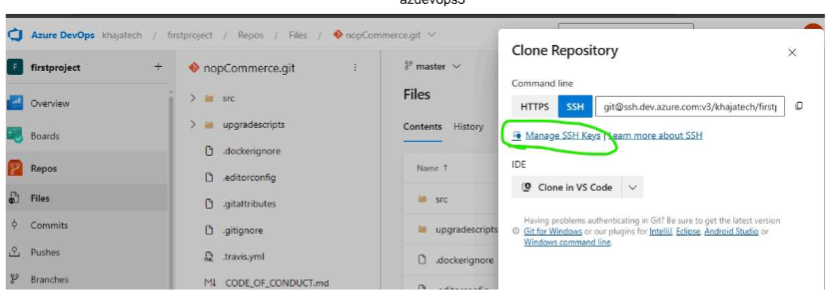 azdevops3
Azure DevOps khajatech / firstproject / Repos / Files / nopCommerce.git
firstproject +
Overview
Boards
Repos
Files
Commits
Pushes
Branches
nopCommerce.git
src
upgradescripts
.dockerignore
.editorconfig
.gitattributes
.gitignore
.travis.yml
M↓ CODE_OF_CONDUCT.md
master
Files
Contents History
Name ↑
src
upgradescripts
.dockerignore
Clone Repository
Command line
HTTPS SSH git@ssh.dev.azure.com:v3/khajatech/firstp
Manage SSH Keys | Learn more about SSH
IDE
Clone in VS Code
Having problems authenticating in Git? Be sure to get the latest version
Git for Windows or our plugins for IntelliJ, Eclipse, Android Studio or
Windows command line.